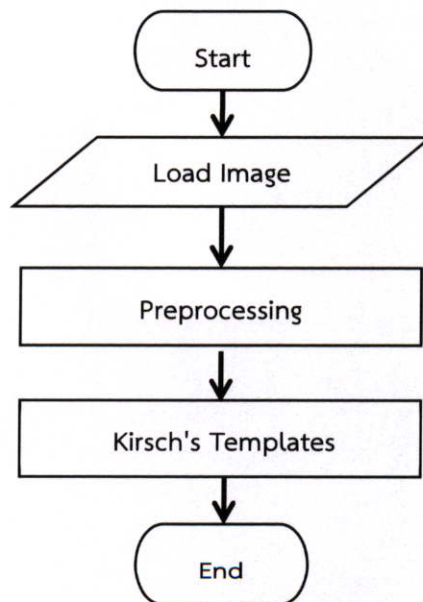 Start
Load Image
Preprocessing
Kirsch's Templates
End